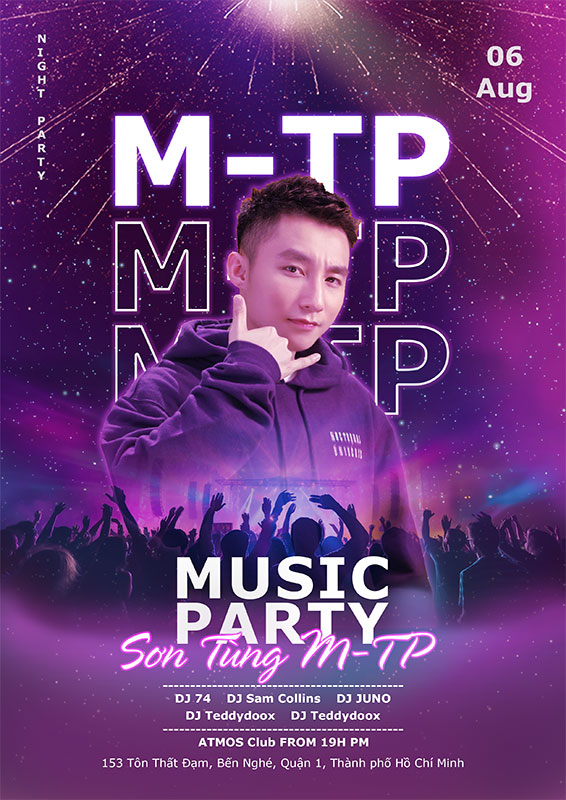 NIGHT PARTY
06
Aug
M-TP
M TP
M TP
MUSIC
PARTY
Sơn Tùng M-TP
DJ 74 DJ Sam Collins DJ JUNO
DJ Teddydoox DJ Teddydoox
ATMOS Club FROM 19H PM
153 Tôn Thất Đạm, Bến Nghé, Quận 1, Thành phố Hồ Chí Minh